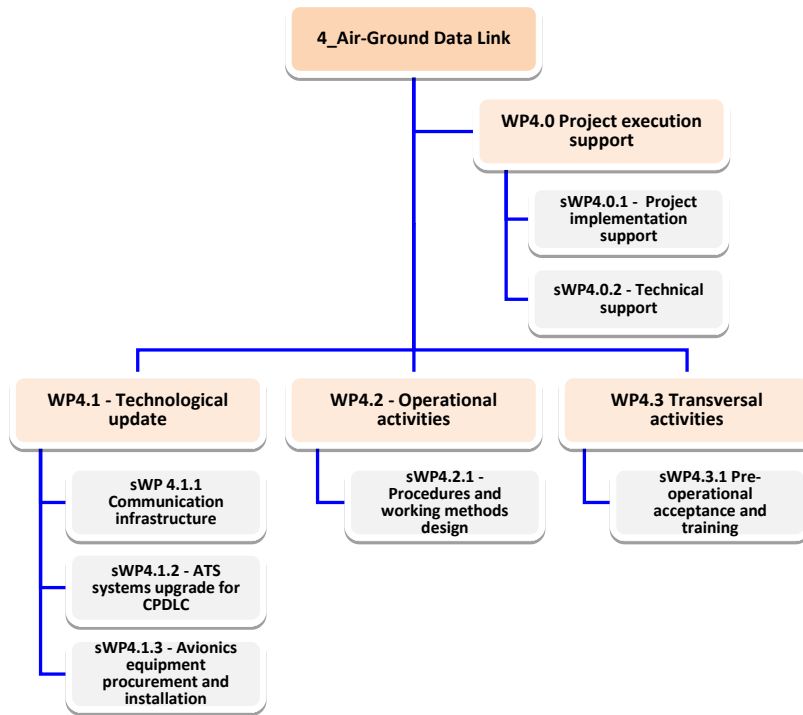 4_Air-Ground Data Link
WP4.0 Project execution
support
sWP4.0.1 -  Project
implementation
support
sWP4.0.2 - Technical
support
WP4.1 - Technological
update
sWP 4.1.1
Communication
infrastructure
sWP4.1.2 - ATS
systems upgrade for
CPDLC
sWP4.1.3 - Avionics
equipment
procurement and
installation
WP4.2 - Operational
activities
sWP4.2.1 -
Procedures and
working methods
design
WP4.3 Transversal
activities
sWP4.3.1 Pre-
operational
acceptance and
training